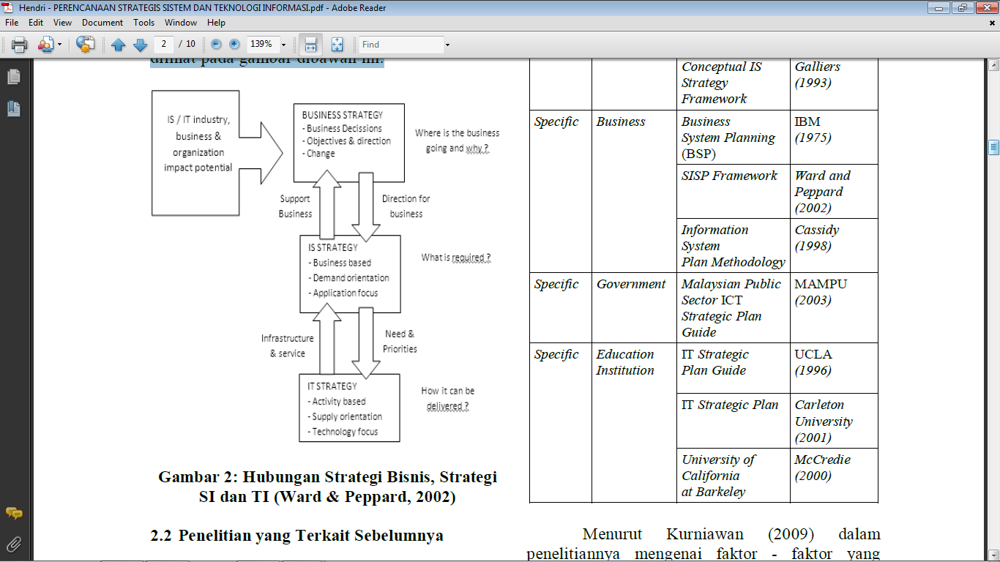 Hendri - PERENCANAAN STRATEGIS SISTEM DAN TEKNOLOGI INFORMASI.pdf - Adobe Reader
File Edit View Document Tools Window Help
2 / 10 139% Find
dilihat pada gambar dibawah ini:
IS / IT industry,
business &
organization
impact potential
BUSINESS STRATEGY
- Business Decissions
- Objectives & direction
- Change
Where is the business
going and why ?
Support
Business
Direction for
business
IS STRATEGY
- Business based
- Demand orientation
- Application focus
What is required ?
Infrastructure
& service
Need &
Priorities
IT STRATEGY
- Activity based
- Supply orientation
- Technology focus
How it can be
delivered ?
Gambar 2: Hubungan Strategi Bisnis, Strategi
SI dan TI (Ward & Peppard, 2002)
2.2 Penelitian yang Terkait Sebelumnya
Conceptual IS
Strategy
Framework
Galliers
(1993)
Specific
Business
Business
System Planning
(BSP)
IBM
(1975)
SISP Framework
Ward and
Peppard
(2002)
Information
System
Plan Methodology
Cassidy
(1998)
Specific
Government
Malaysian Public
Sector ICT
Strategic Plan
Guide
MAMPU
(2003)
Specific
Education
Institution
IT Strategic
Plan Guide
UCLA
(1996)
IT Strategic Plan
Carleton
University
(2001)
University of
California
at Barkeley
McCredie
(2000)
Menurut Kurniawan (2009) dalam
penelitiannya mengenai faktor - faktor yang